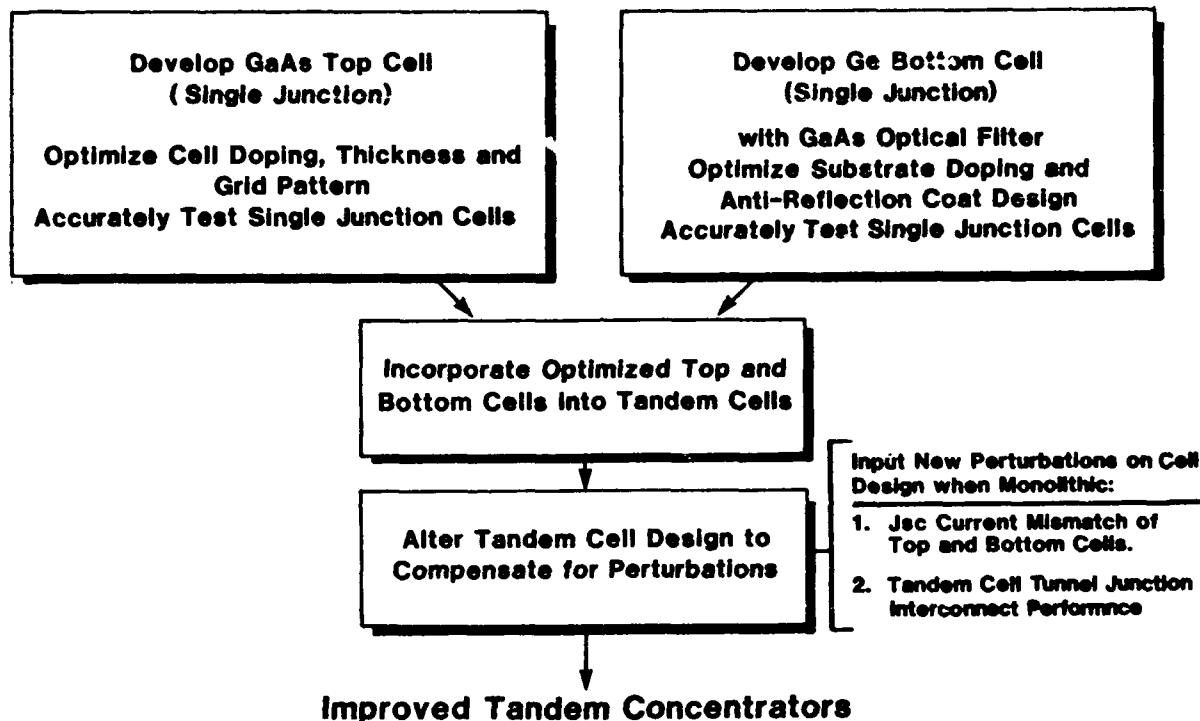 Develop GaAs Top Cell
(Single Junction)
Optimize Cell Doping, Thickness and
Grid Pattern
Accurately Test Single Junction Cells
Develop Ge Bottom Cell
(Single Junction)
with GaAs Optical Filter
Optimize Substrate Doping and
Anti-Reflection Coat Design
Accurately Test Single Junction Cells
Incorporate Optimized Top and
Bottom Cells into Tandem Cells
Alter Tandem Cell Design to
Compensate for Perturbations
Input New Perturbations on Cell
Design when Monolithic:
1. Jsc Current Mismatch of
Top and Bottom Cells.
2. Tandem Cell Tunnel Junction
Interconnect Performnce
Improved Tandem Concentrators